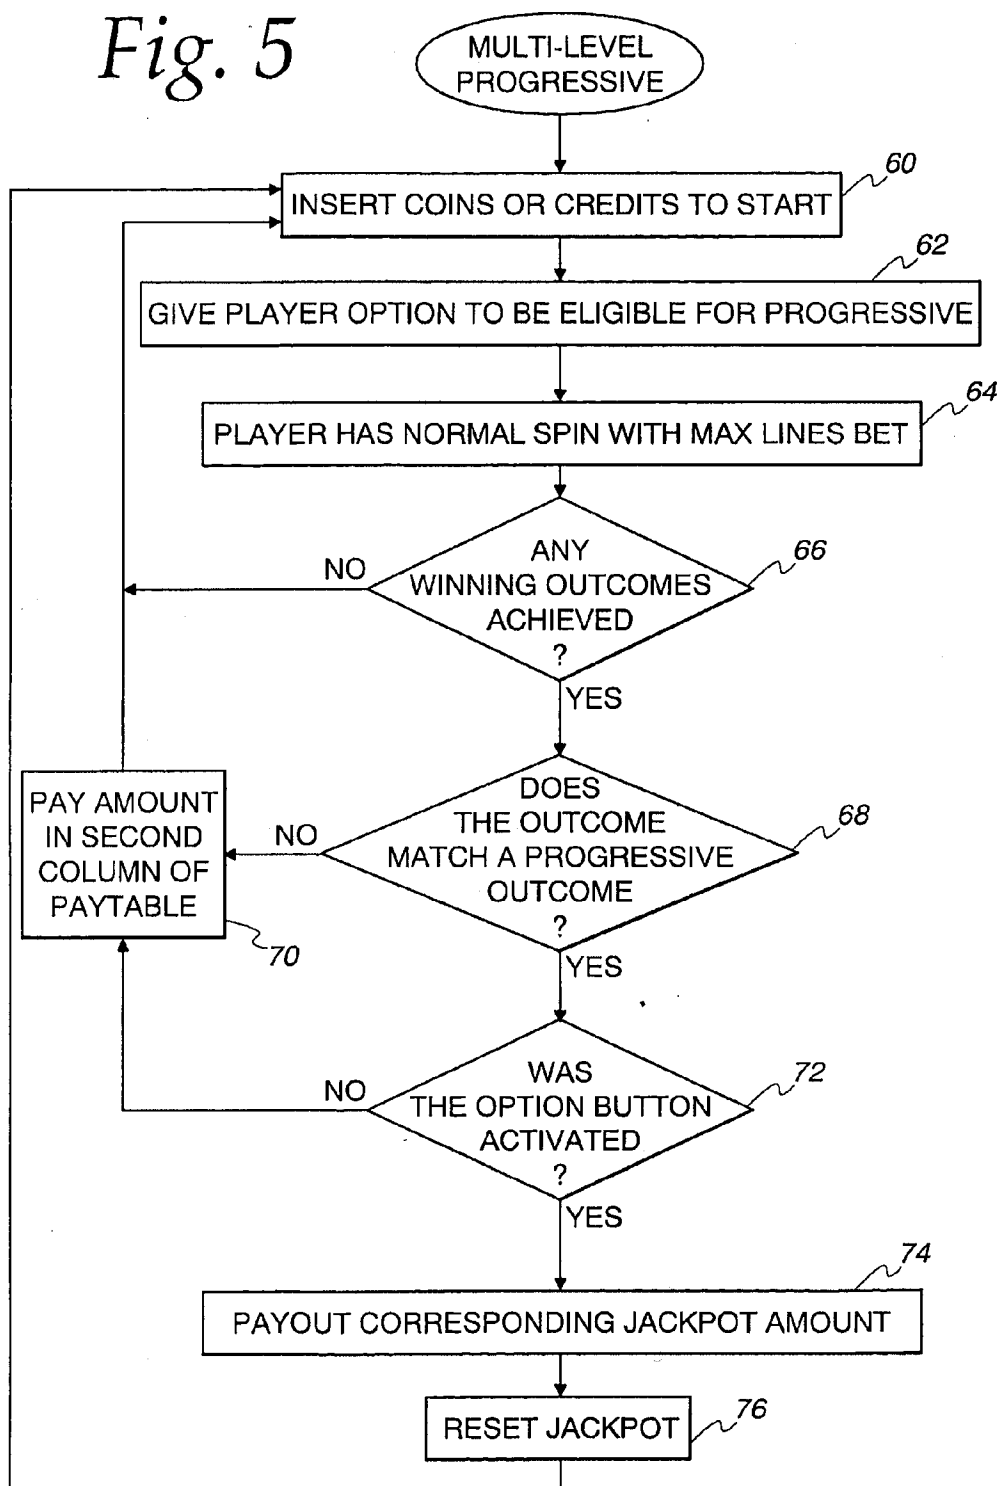 Fig. 5
MULTI-LEVEL
PROGRESSIVE
60
INSERT COINS OR CREDITS TO START
62
GIVE PLAYER OPTION TO BE ELIGIBLE FOR PROGRESSIVE
64
PLAYER HAS NORMAL SPIN WITH MAX LINES BET
66
NO
ANY
WINNING OUTCOMES
ACHIEVED
?
YES
68
DOES
THE OUTCOME
MATCH A PROGRESSIVE
OUTCOME
?
NO
YES
PAY AMOUNT
IN SECOND
COLUMN OF
PAYTABLE
70
72
NO
WAS
THE OPTION BUTTON
ACTIVATED
?
YES
74
PAYOUT CORRESPONDING JACKPOT AMOUNT
RESET JACKPOT
76